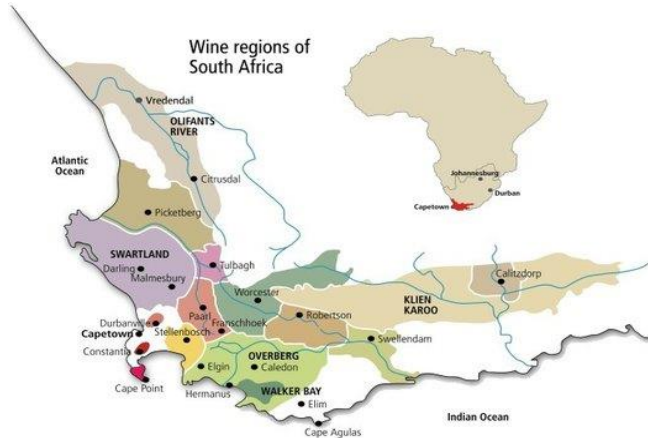 Wine regions of
South Africa
Vredendal
OLIFANTS
RIVER
Atlantic
Ocean
Citrusdal
Johannesburg
Durban
Capetown
Picketberg
SWARTLAND
Darling
Malmesbury
Tulbagh
Calitzdorp
Worcester
KLIEN
KAROO
Paarl
Robertson
Durbanville
Franschhoek
Capetown
Stellenbosch
Swellendam
Constantia
OVERBERG
Elgin
Caledon
Cape Point
Hermanus
WALKER BAY
Elim
Indian Ocean
Cape Agulas